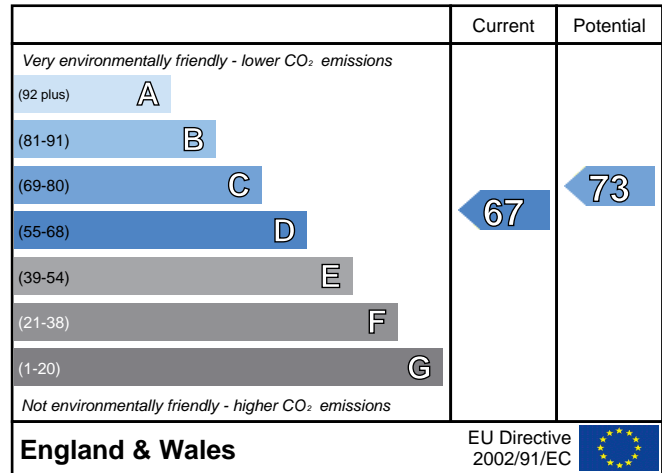 Current Potential
Very environmentally friendly - lower CO₂ emissions
(92 plus) A
(81-91) B
(69-80) C
(55-68) D
(39-54) E
(21-38) F
(1-20) G
67
73
Not environmentally friendly - higher CO₂ emissions
England & Wales
EU Directive
2002/91/EC